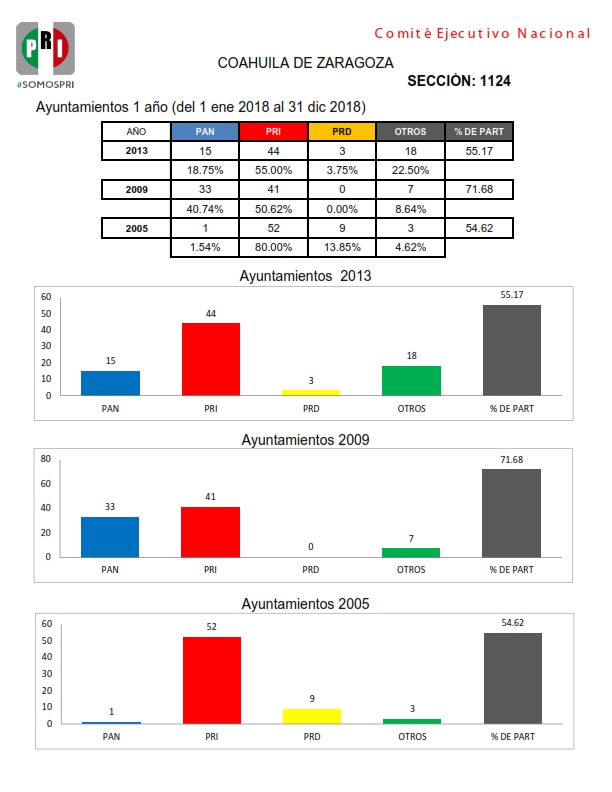 PRI
#SOMOSPRI
Comité Ejecutivo Nacional
COAHUILA DE ZARAGOZA
SECCIÓN: 1124
Ayuntamientos 1 año (del 1 ene 2018 al 31 dic 2018)
AÑO PAN PRI PRD OTROS % DE PART
2013 15 44 3 18 55.17
18.75% 55.00% 3.75% 22.50%
2009 33 41 0 7 71.68
40.74% 50.62% 0.00% 8.64%
2005 1 52 9 3 54.62
1.54% 80.00% 13.85% 4.62%
Ayuntamientos 2013
60
50
40
30
20
10
0
15 44 3 18 55.17
PAN PRI PRD OTROS % DE PART
Ayuntamientos 2009
80
60
40
20
0
33 41 0 7 71.68
PAN PRI PRD OTROS % DE PART
Ayuntamientos 2005
60
50
40
30
20
10
0
1 52 9 3 54.62
PAN PRI PRD OTROS % DE PART